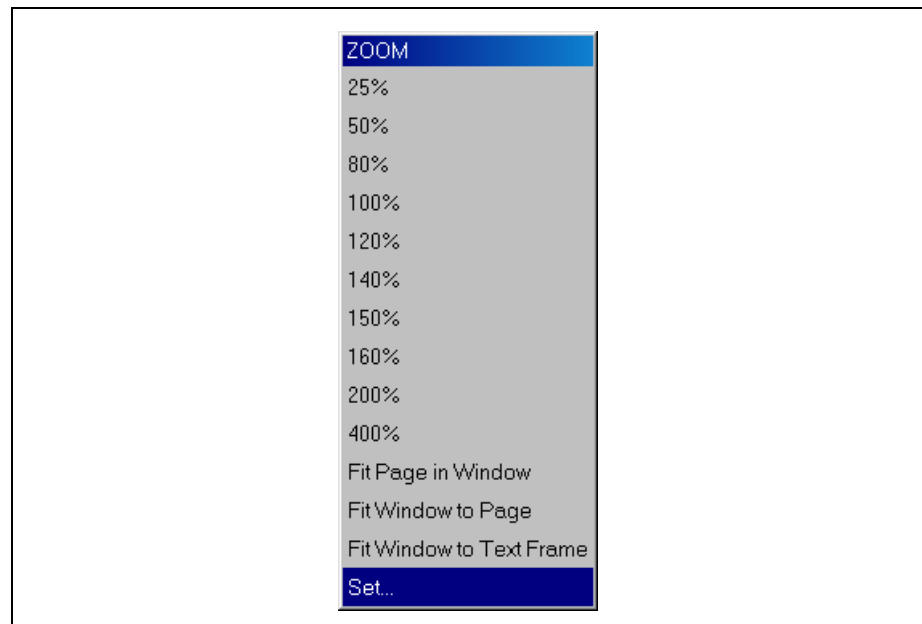 ZOOM
25%
50%
80%
100%
120%
140%
150%
160%
200%
400%
Fit Page in Window
Fit Window to Page
Fit Window to Text Frame
Set...